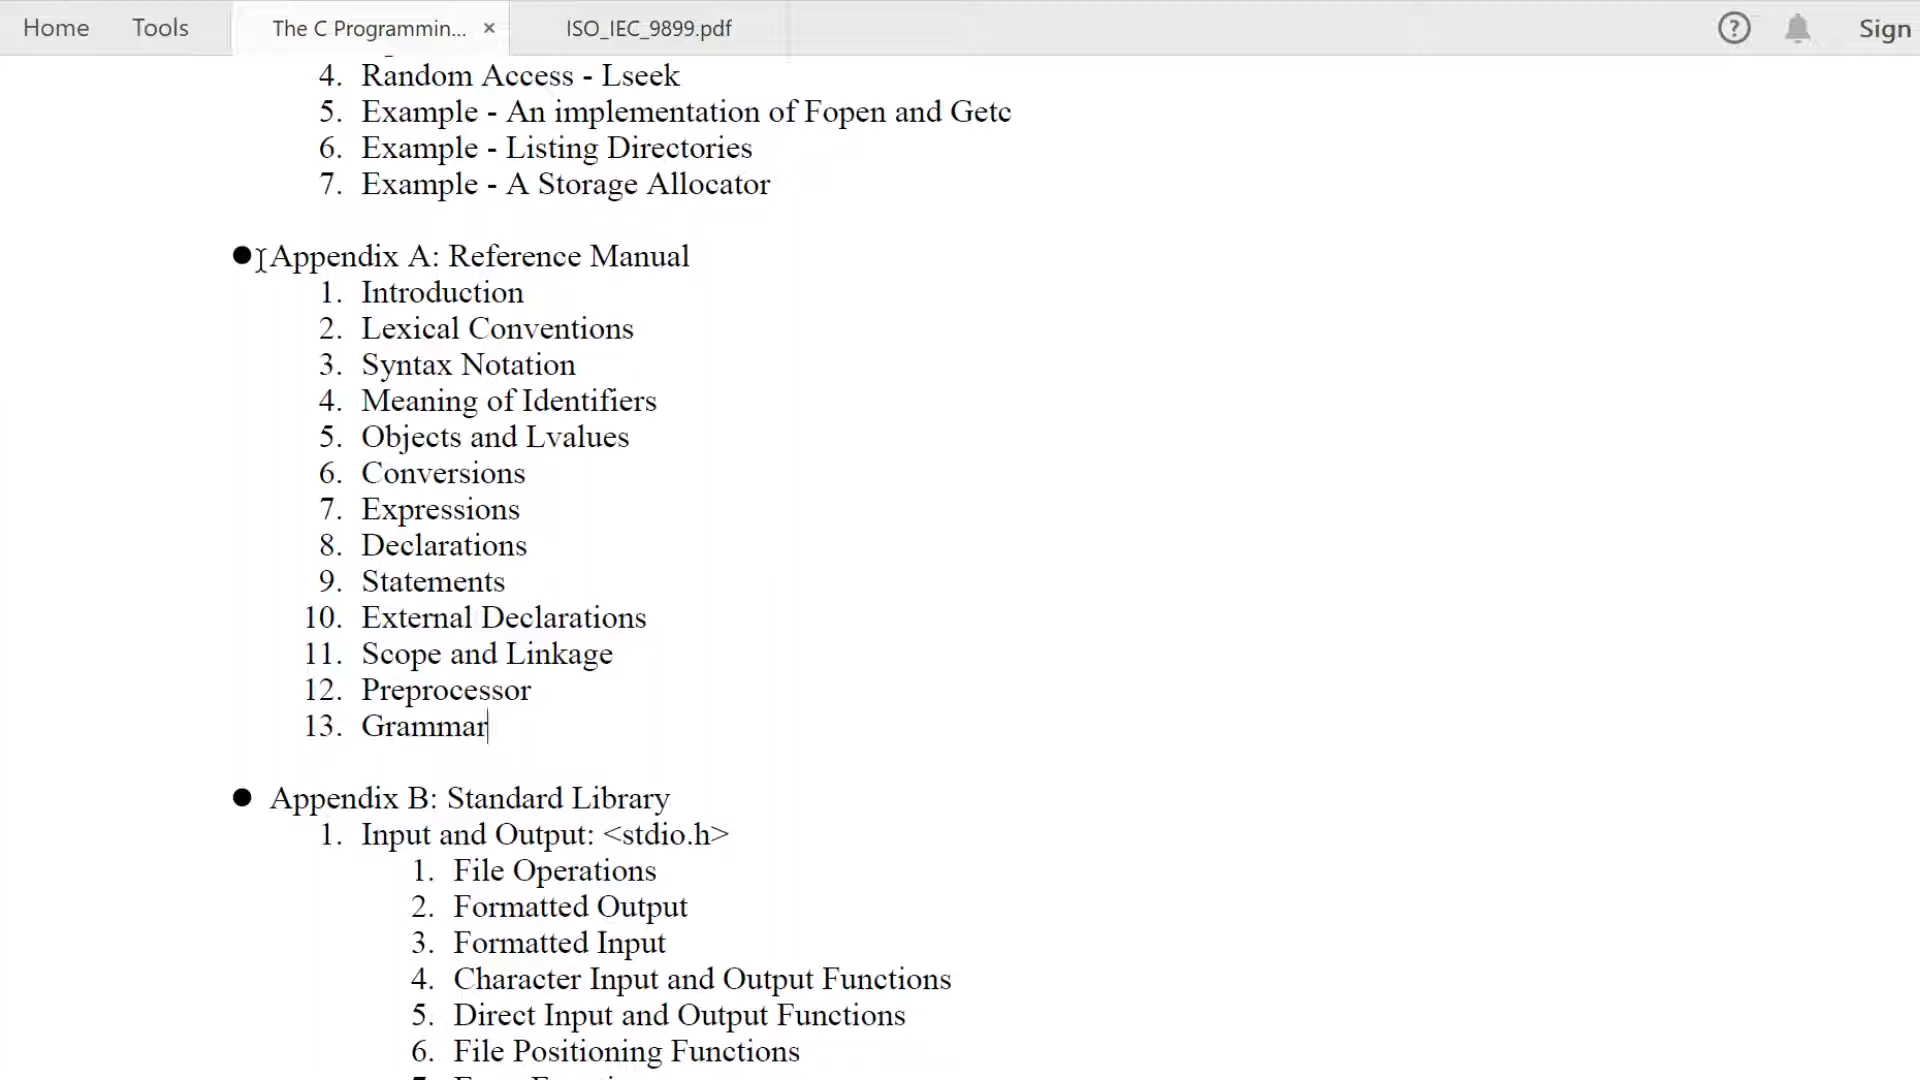 Home Tools The C Programmin... × ISO_IEC_9899.pdf ? Sign
4. Random Access - Lseek
5. Example - An implementation of Fopen and Getc
6. Example - Listing Directories
7. Example - A Storage Allocator
● Appendix A: Reference Manual
1. Introduction
2. Lexical Conventions
3. Syntax Notation
4. Meaning of Identifiers
5. Objects and Lvalues
6. Conversions
7. Expressions
8. Declarations
9. Statements
10. External Declarations
11. Scope and Linkage
12. Preprocessor
13. Grammar
● Appendix B: Standard Library
1. Input and Output: <stdio.h>
1. File Operations
2. Formatted Output
3. Formatted Input
4. Character Input and Output Functions
5. Direct Input and Output Functions
6. File Positioning Functions